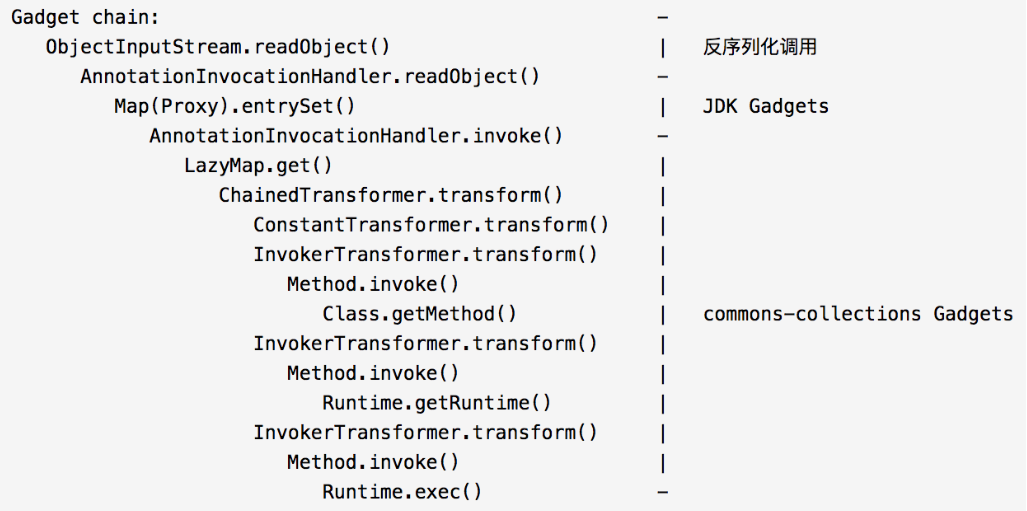 Gadget chain: -
ObjectInputStream.readObject() | 反序列化调用
AnnotationInvocationHandler.readObject() -
Map(Proxy).entrySet() | JDK Gadgets
AnnotationInvocationHandler.invoke() -
LazyMap.get() |
ChainedTransformer.transform() |
ConstantTransformer.transform() |
InvokerTransformer.transform() |
Method.invoke() |
Class.getMethod() | commons-collections Gadgets
InvokerTransformer.transform() |
Method.invoke() |
Runtime.getRuntime() |
InvokerTransformer.transform() |
Method.invoke() |
Runtime.exec() -